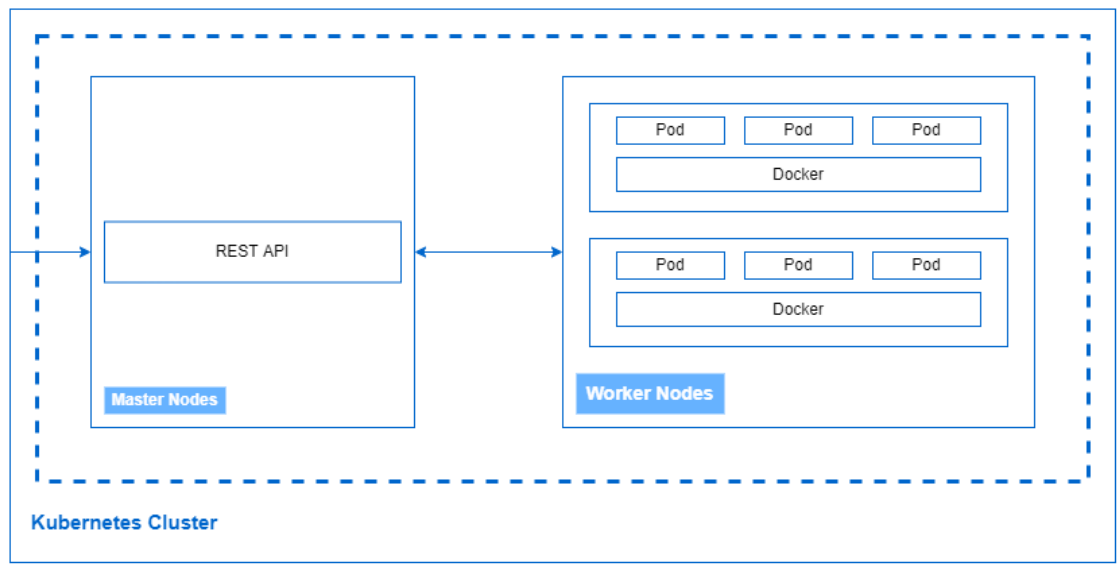 Pod Pod Pod
Docker
REST API
Pod Pod Pod
Docker
Master Nodes
Worker Nodes
Kubernetes Cluster